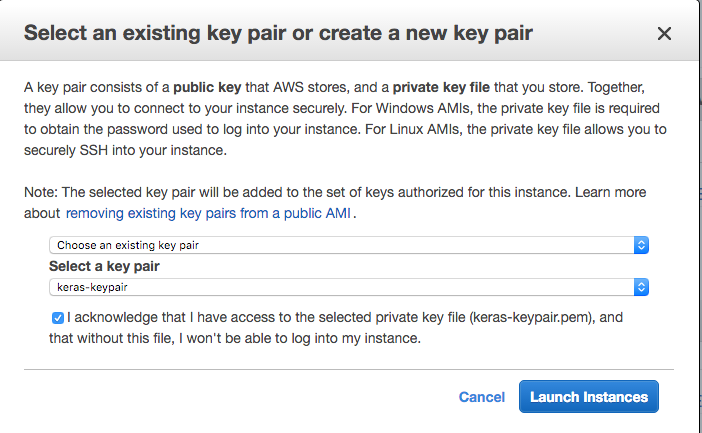 Select an existing key pair or create a new key pair
A key pair consists of a public key that AWS stores, and a private key file that you store. Together,
they allow you to connect to your instance securely. For Windows AMIs, the private key file is required
to obtain the password used to log into your instance. For Linux AMIs, the private key file allows you to
securely SSH into your instance.
Note: The selected key pair will be added to the set of keys authorized for this instance. Learn more
about removing existing key pairs from a public AMI.
Choose an existing key pair
Select a key pair
keras-keypair
I acknowledge that I have access to the selected private key file (keras-keypair.pem), and
that without this file, I won't be able to log into my instance.
Cancel Launch Instances